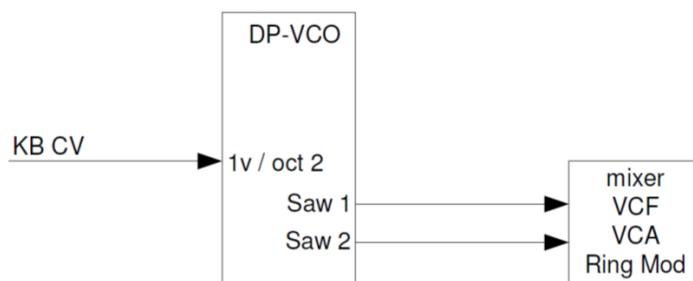 DP-VCO
KB CV
1v / oct 2
Saw 1
Saw 2
mixer
VCF
VCA
Ring Mod